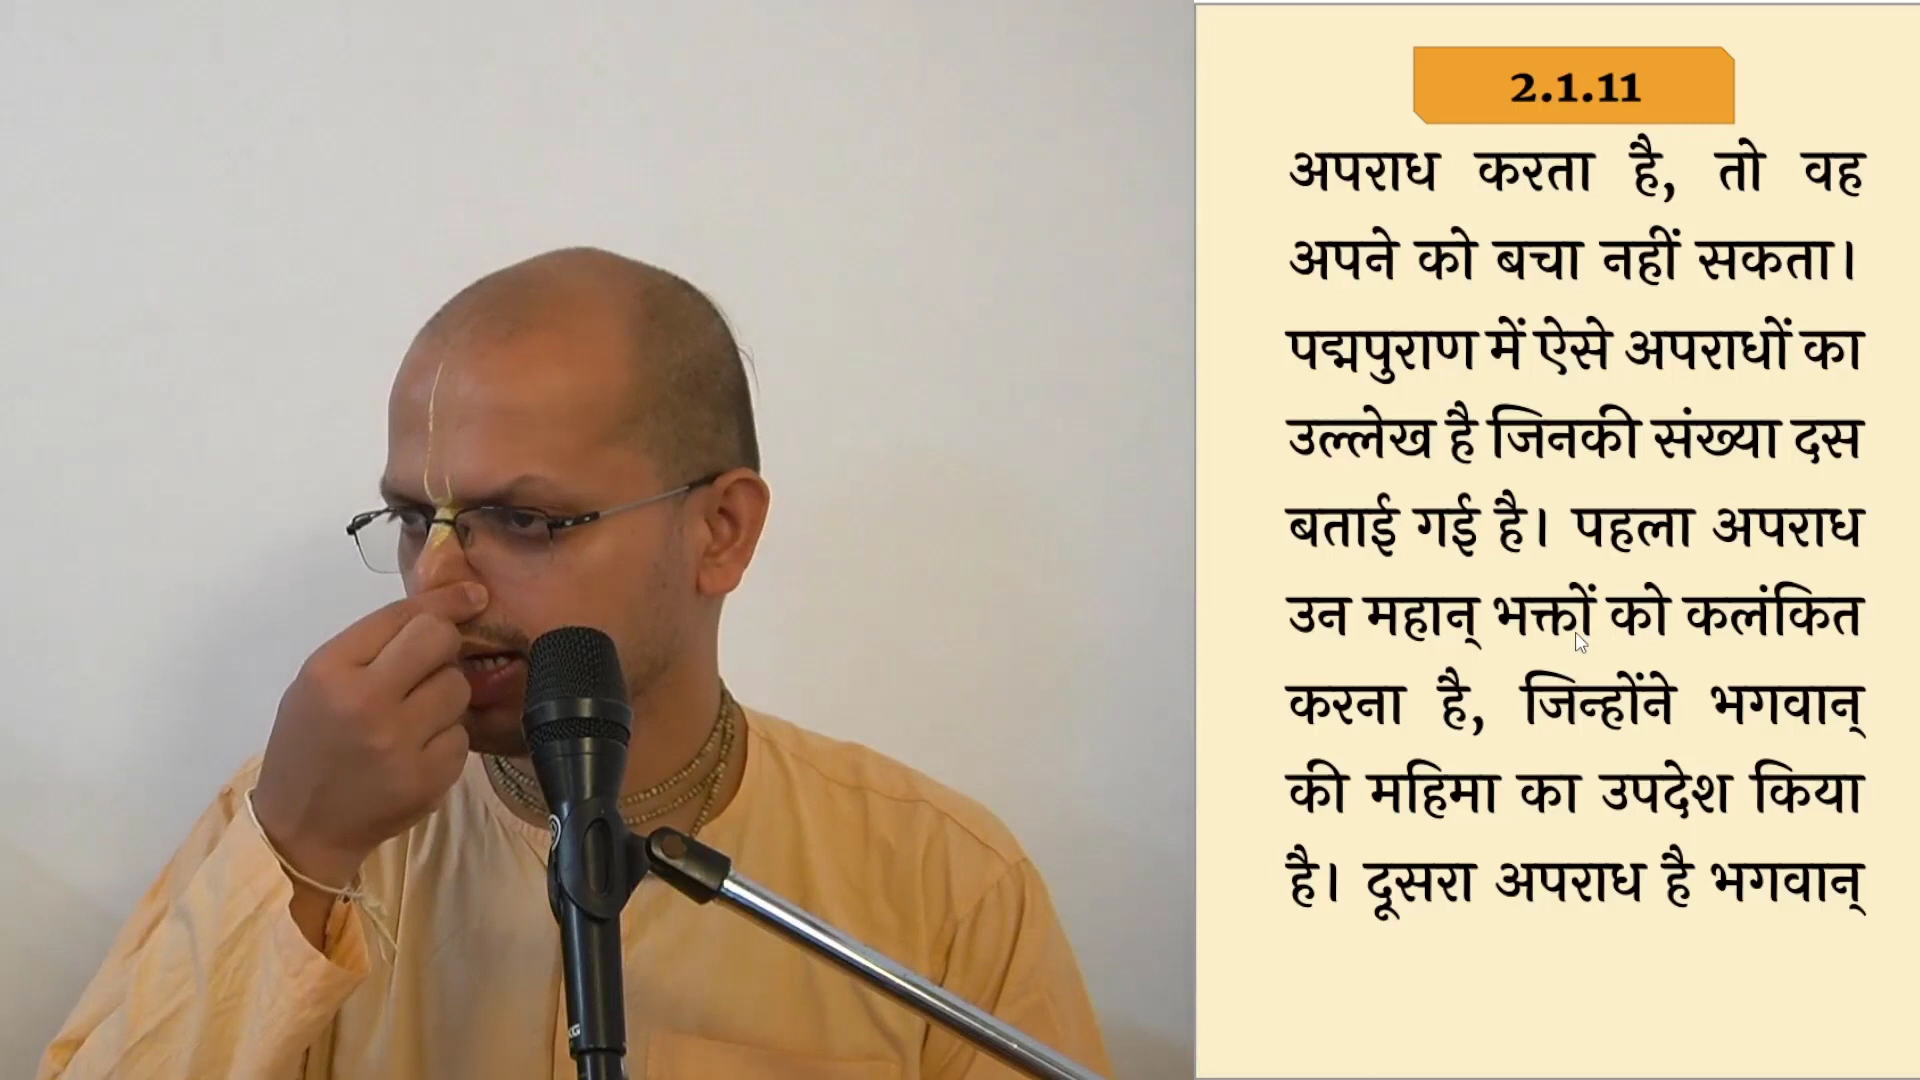 2.1.11
अपराध करता है, तो वह
अपने को बचा नहीं सकता।
पद्मपुराण में ऐसे अपराधों का
उल्लेख है जिनकी संख्या दस
बताई गई है। पहला अपराध
उन महान् भक्तों को कलंकित
करना है, जिन्होंने भगवान्
की महिमा का उपदेश किया
है। दूसरा अपराध है भगवान्